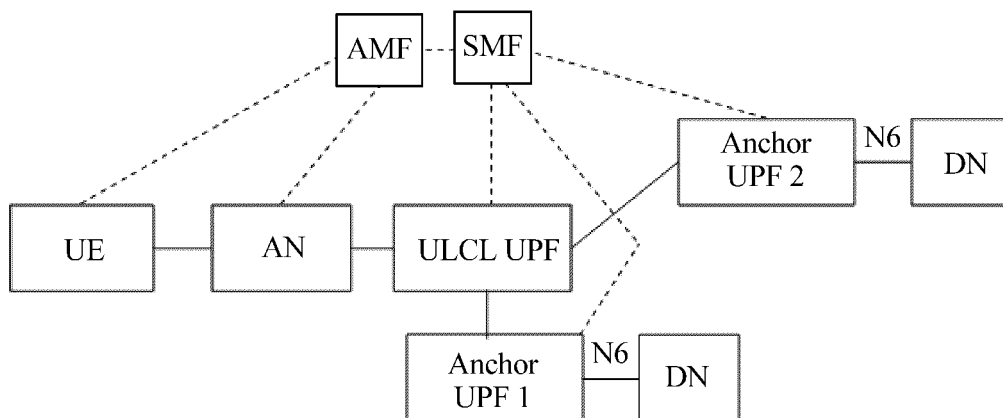 AMF
SMF
Anchor
UPF 2
N6
DN
UE
AN
ULCL UPF
Anchor
UPF 1
N6
DN